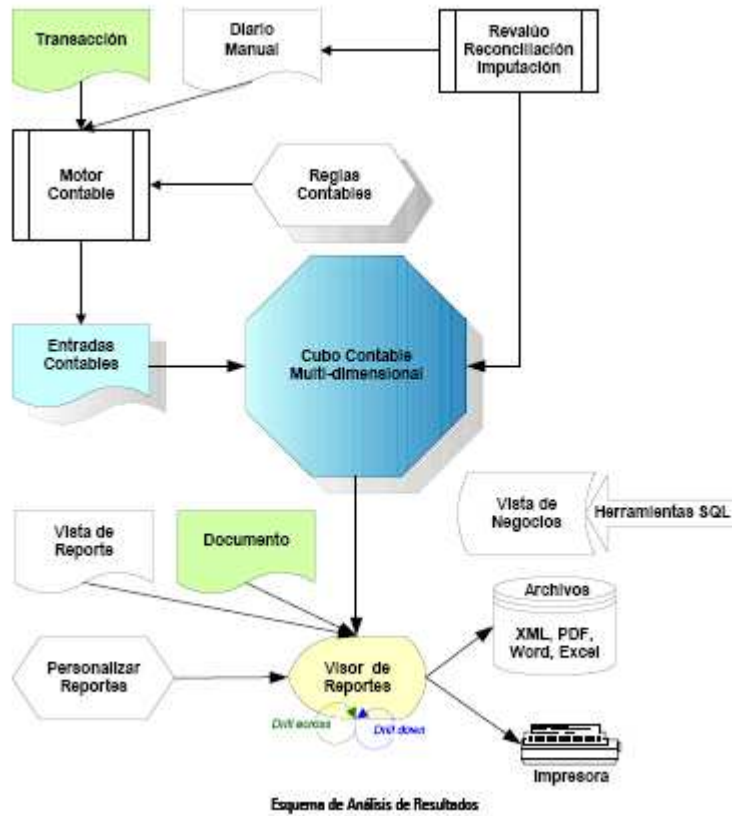 Transacción
Diario
Manual
Revalúo
Reconciliación
Imputación
Motor
Contable
Reglas
Contables
Entradas
Contables
Cubo Contable
Multi-dimensional
Vista de
Negocios
Herramientas SQL
Vista de
Reporte
Documento
Archivos
XML, PDF,
Word, Excel
Personalizar
Reportes
Visor de
Reportes
Drill across
Drill down
Impresora
Esquema de Análisis de Resultados